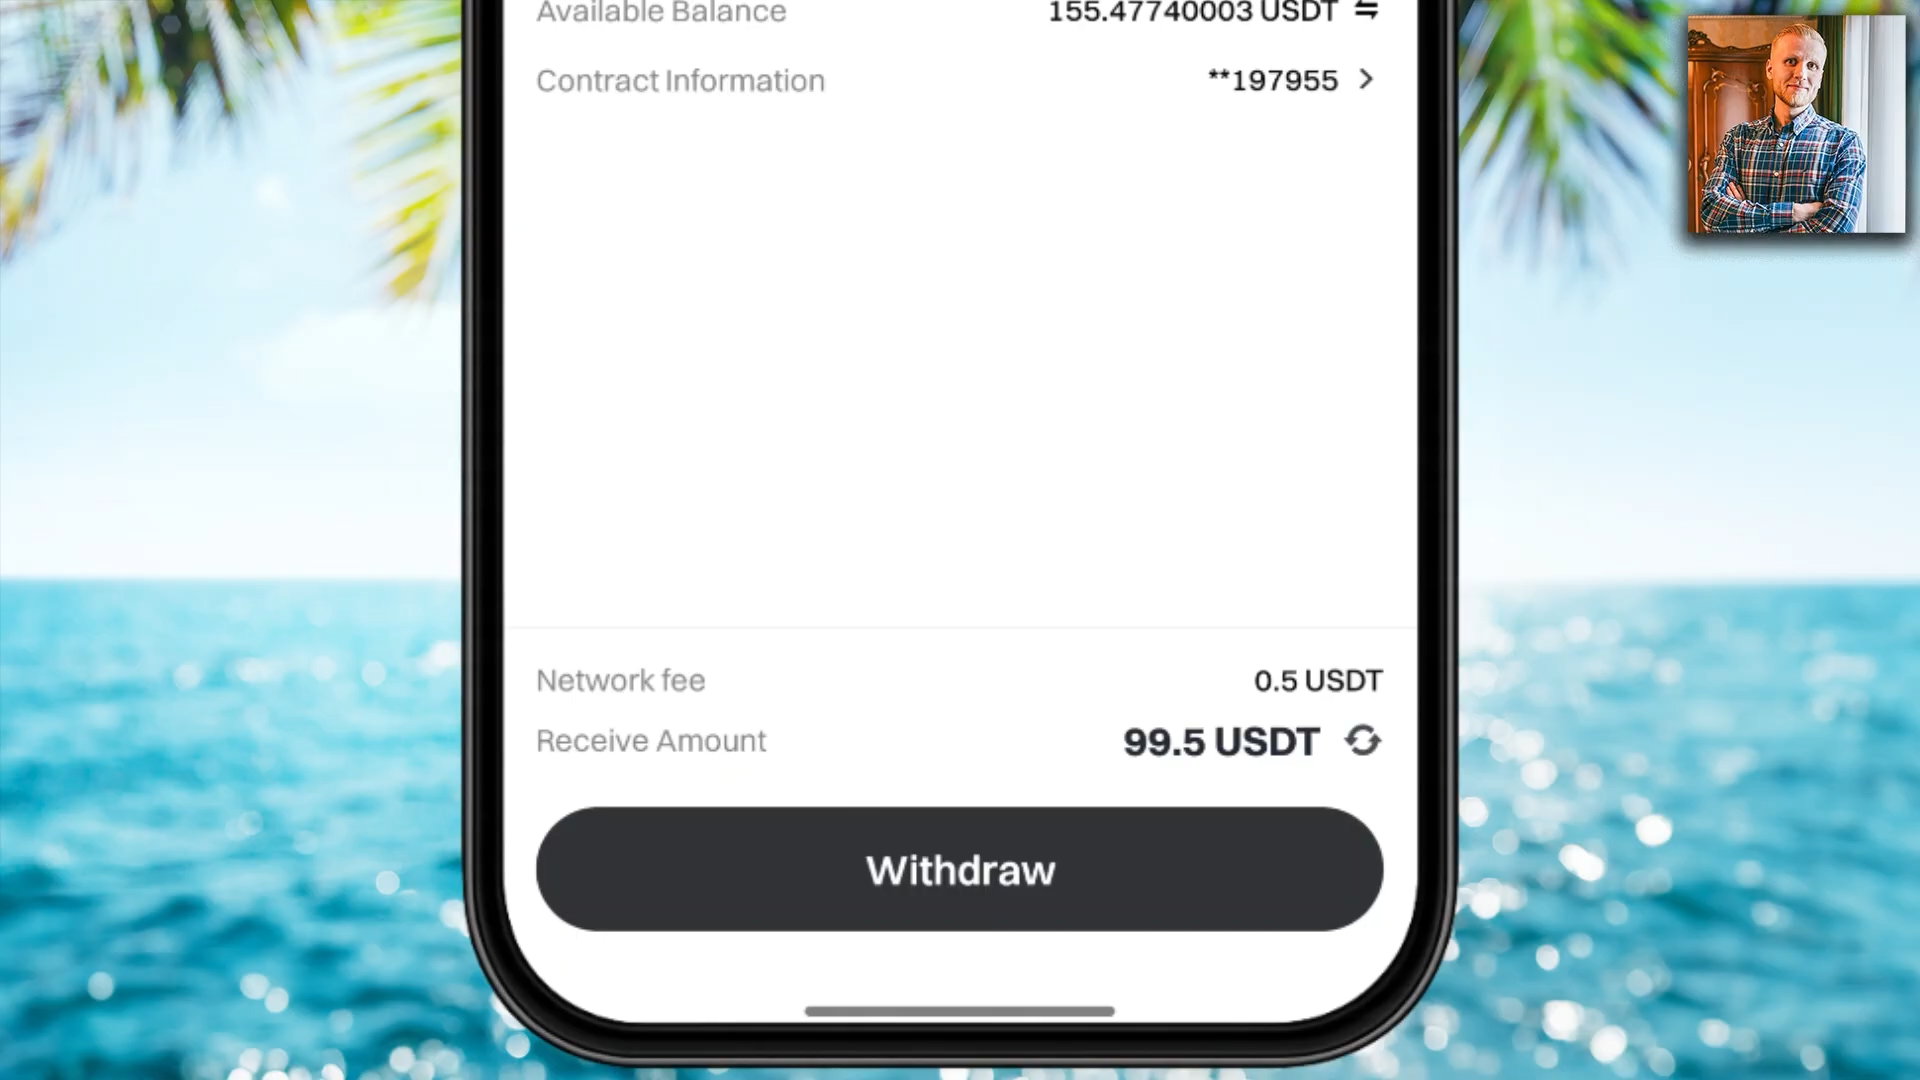 Available Balance 155.47740003 USDT
Contract Information **197955
Network fee 0.5 USDT
Receive Amount 99.5 USDT
Withdraw